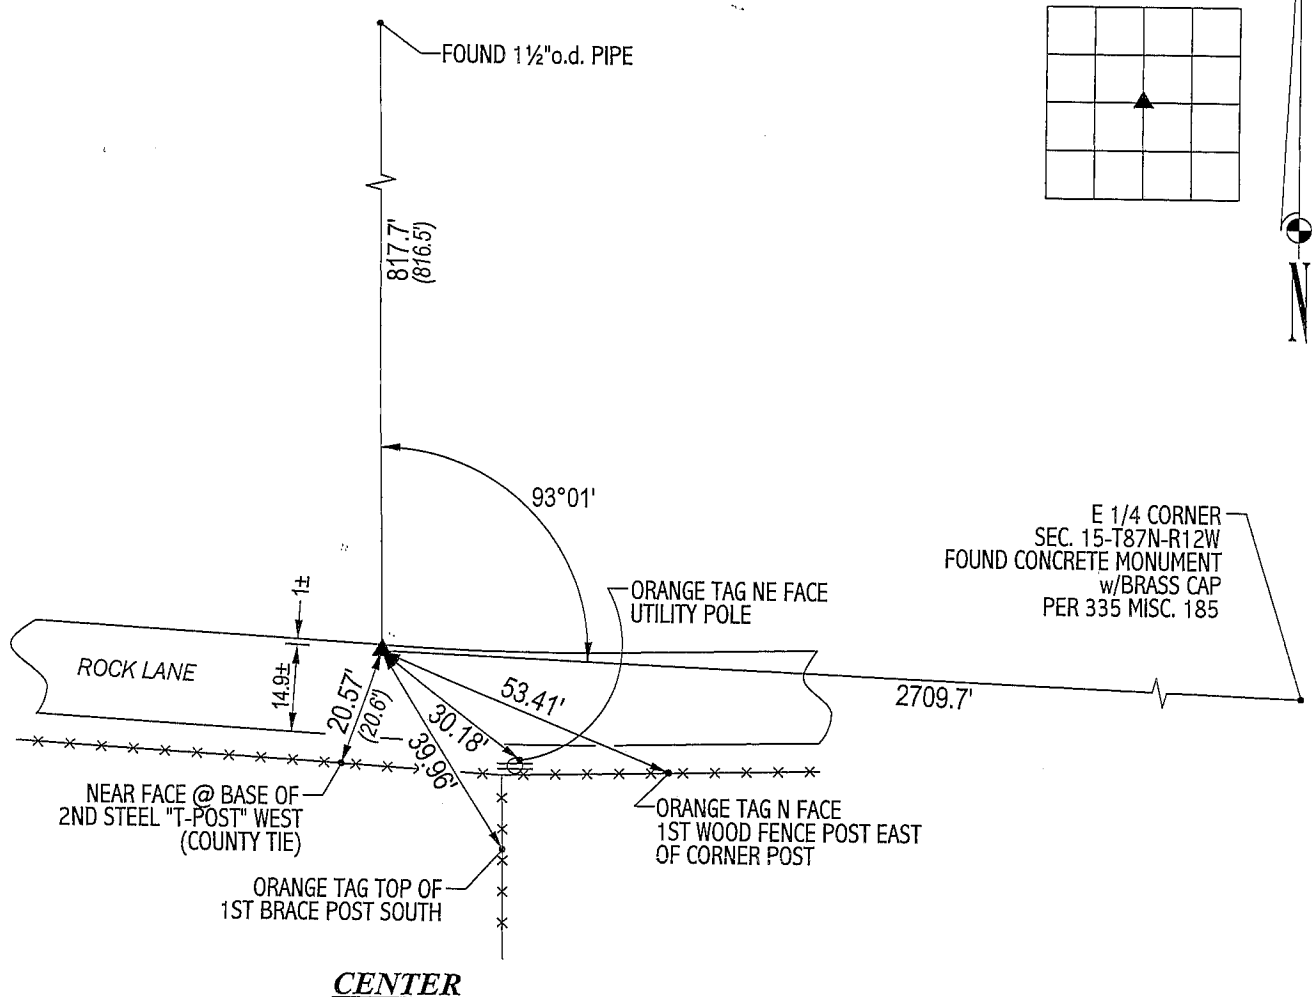 FOUND 1½"o.d. PIPE
817.7'
(816.5')
N
93°01'
E 1/4 CORNER
SEC. 15-T87N-R12W
FOUND CONCRETE MONUMENT
w/BRASS CAP
PER 335 MISC. 185
ORANGE TAG NE FACE
UTILITY POLE
1±
ROCK LANE
14.9±
20.57'
(20.6')
53.41'
30.18'
39.96'
2709.7'
NEAR FACE @ BASE OF
2ND STEEL "T-POST" WEST
(COUNTY TIE)
ORANGE TAG N FACE
1ST WOOD FENCE POST EAST
OF CORNER POST
ORANGE TAG TOP OF
1ST BRACE POST SOUTH
CENTER